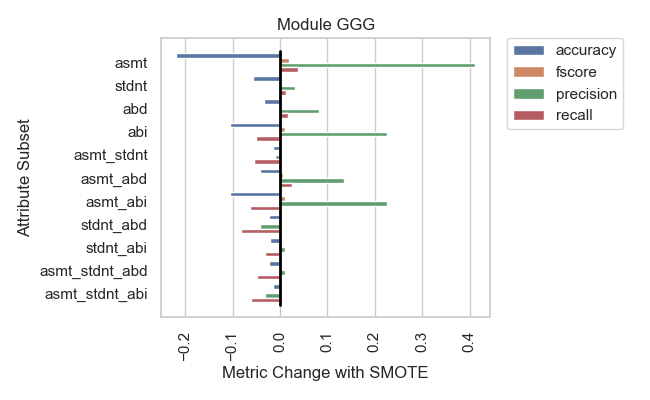 Module GGG
accuracy
fscore
precision
recall
Attribute Subset
asmt
stdnt
abd
abi
asmt_stdnt
asmt_abd
asmt_abi
stdnt_abd
stdnt_abi
asmt_stdnt_abd
asmt_stdnt_abi
−0.2
−0.1
0.0
0.1
0.2
0.3
0.4
Metric Change with SMOTE